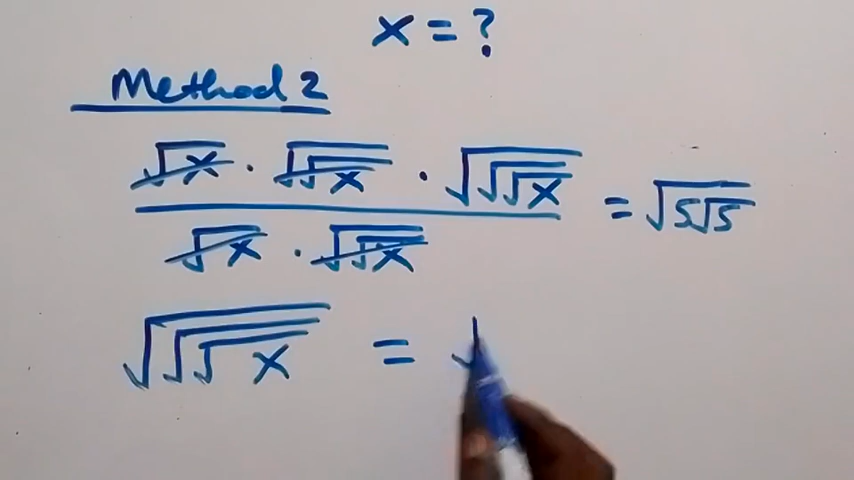 x = ?
Method 2
√x · √√x · √√√x
= √5√5
√x · √√x
√√√x = √